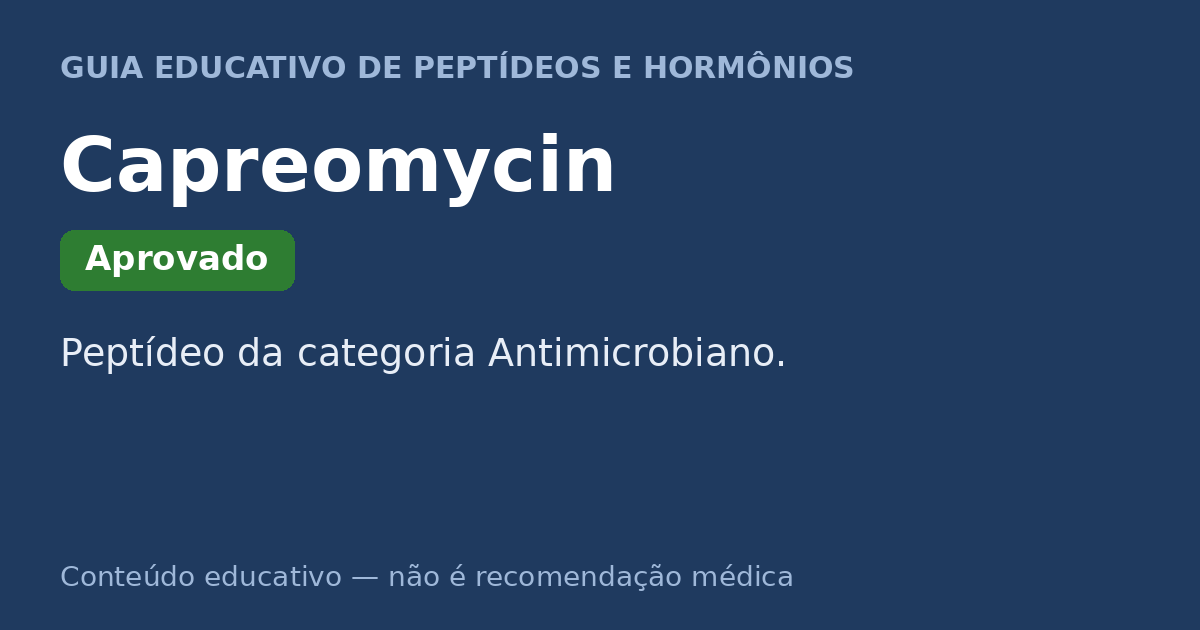 GUIA EDUCATIVO DE PEPTÍDEOS E HORMÔNIOS
Capreomycin
Aprovado
Peptídeo da categoria Antimicrobiano.
Conteúdo educativo — não é recomendação médica